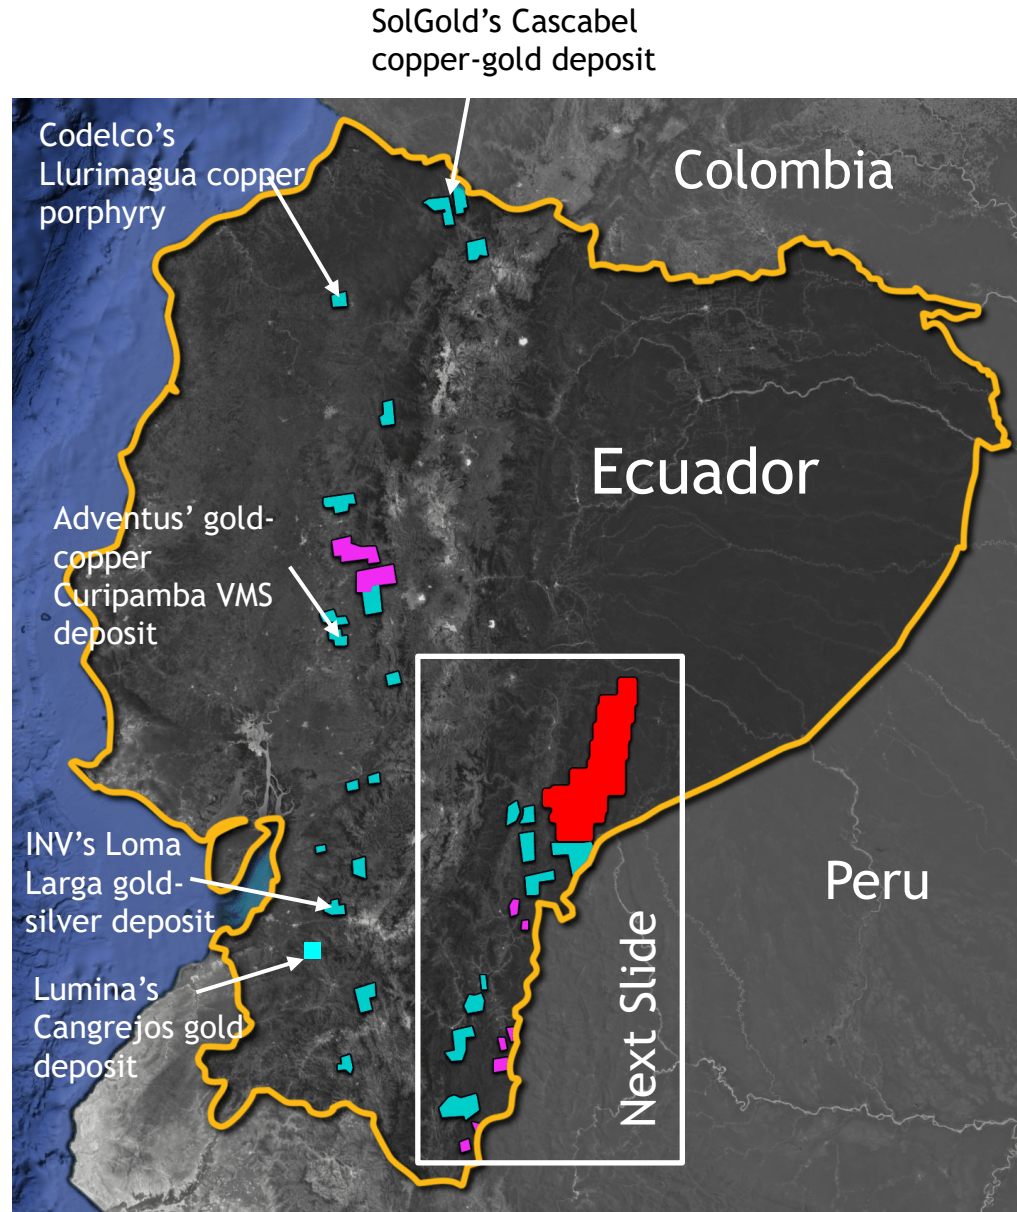 SolGold’s Cascabel
copper-gold deposit
Codelco’s
Llurimagua copper
porphyry
Colombia
Ecuador
Adventus’ gold-
copper
Curipamba VMS
deposit
INV’s Loma
Larga gold-
silver deposit
Peru
Next Slide
Lumina’s
Cangrejos gold
deposit